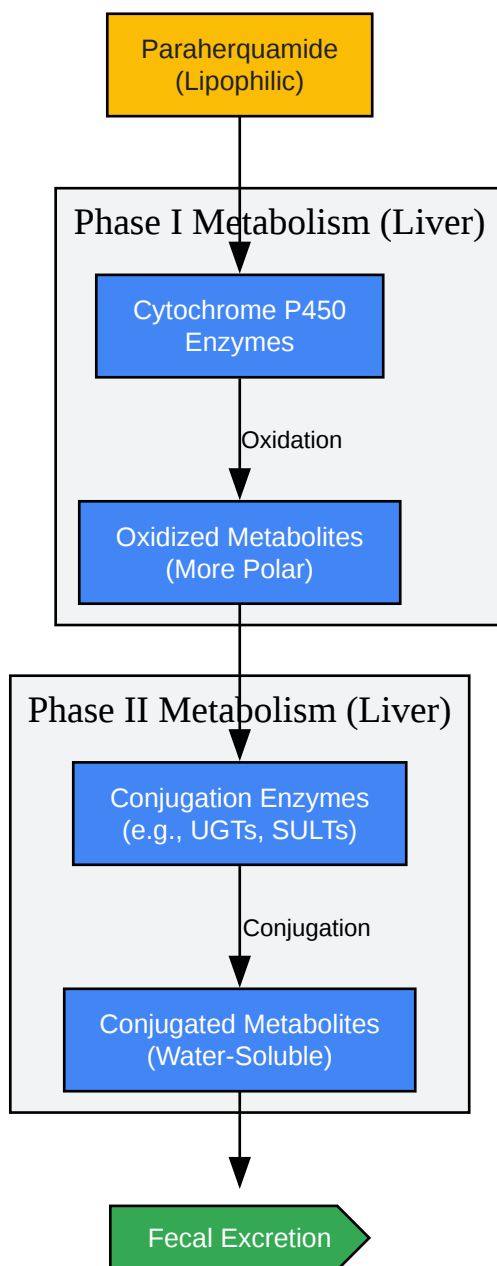 Paraherquamide
(Lipophilic)
Phase I Metabolism (Liver)
Cytochrome P450
Enzymes
Oxidation
Oxidized Metabolites
(More Polar)
Phase II Metabolism (Liver)
Conjugation Enzymes
(e.g., UGTs, SULTs)
Conjugation
Conjugated Metabolites
(Water-Soluble)
Fecal Excretion